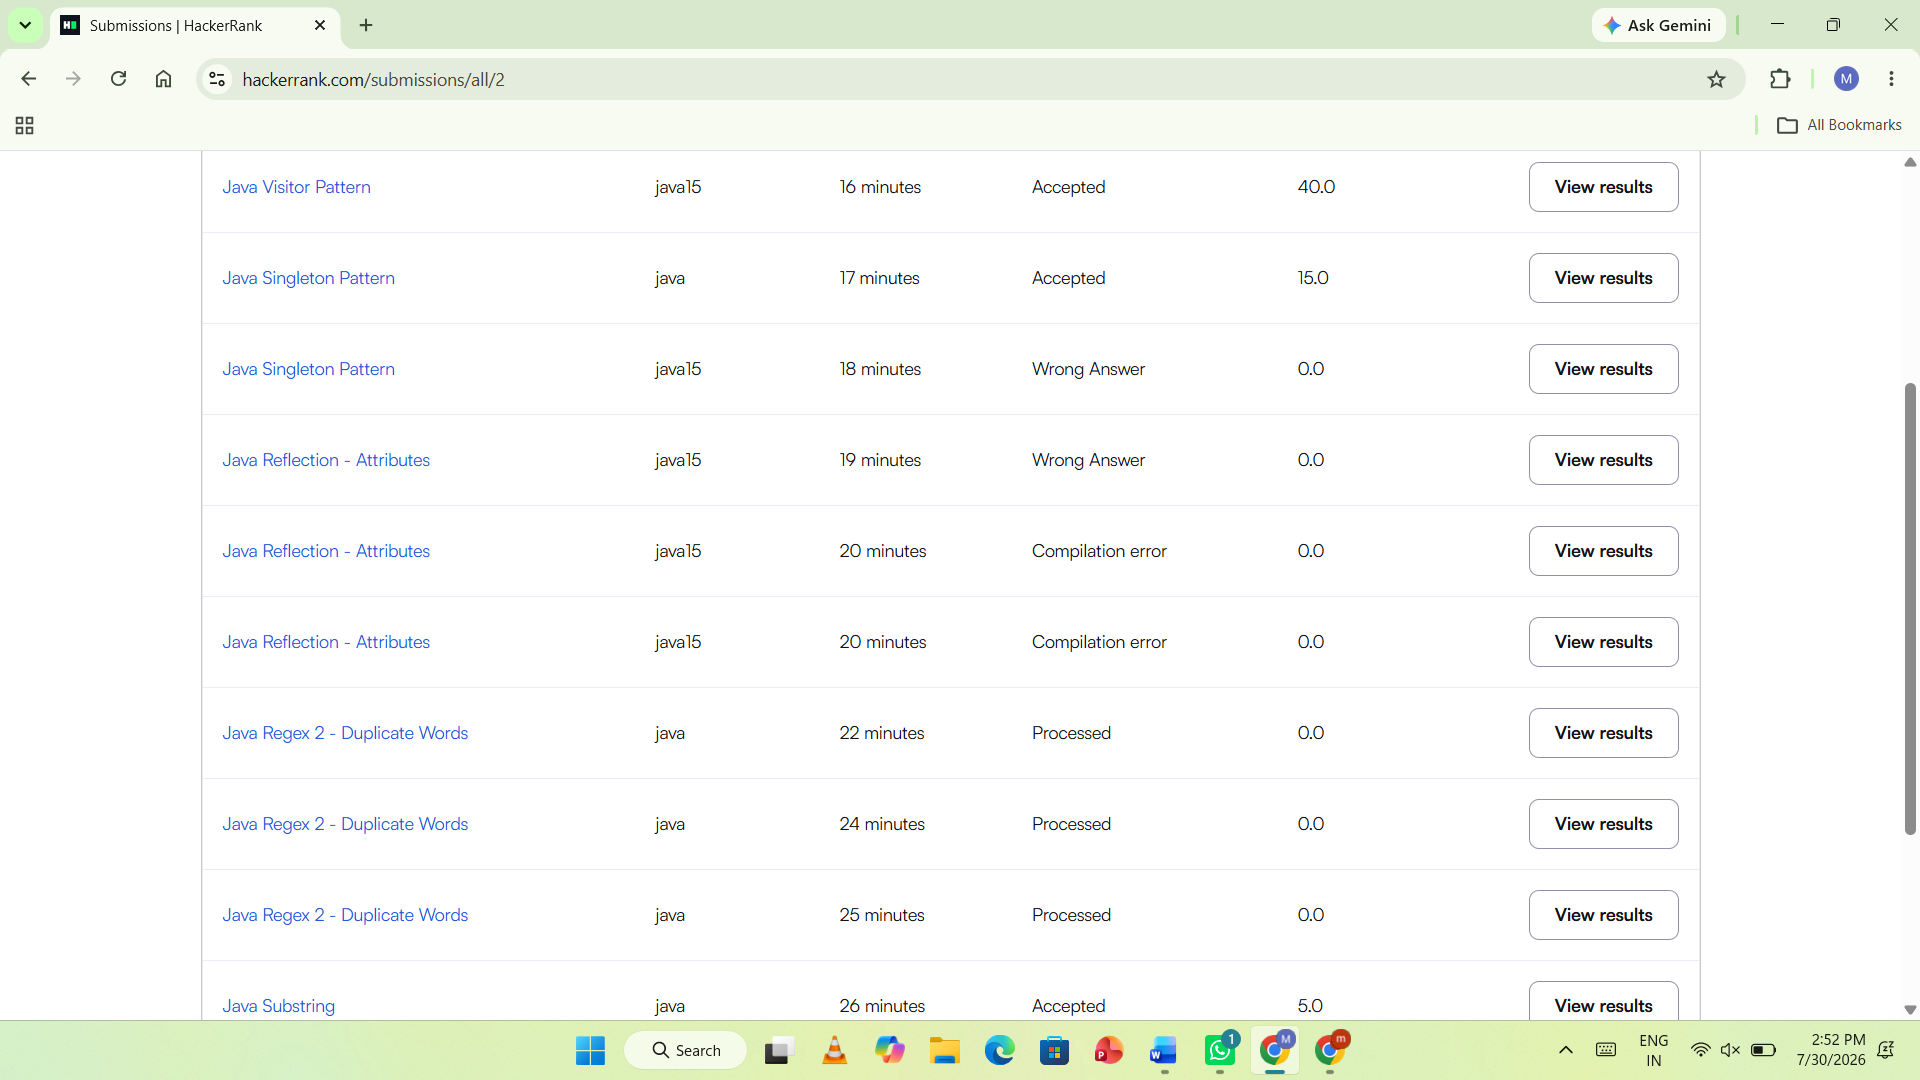 Submissions | HackerRank
Ask Gemini
hackerrank.com/submissions/all/2
M
All Bookmarks
Java Visitor Pattern java15 16 minutes Accepted 40.0 View results
Java Singleton Pattern java 17 minutes Accepted 15.0 View results
Java Singleton Pattern java15 18 minutes Wrong Answer 0.0 View results
Java Reflection - Attributes java15 19 minutes Wrong Answer 0.0 View results
Java Reflection - Attributes java15 20 minutes Compilation error 0.0 View results
Java Reflection - Attributes java15 20 minutes Compilation error 0.0 View results
Java Regex 2 - Duplicate Words java 22 minutes Processed 0.0 View results
Java Regex 2 - Duplicate Words java 24 minutes Processed 0.0 View results
Java Regex 2 - Duplicate Words java 25 minutes Processed 0.0 View results
Java Substring java 26 minutes Accepted 5.0 View results
Search
1
M
m
ENG
IN
2:52 PM
7/30/2026